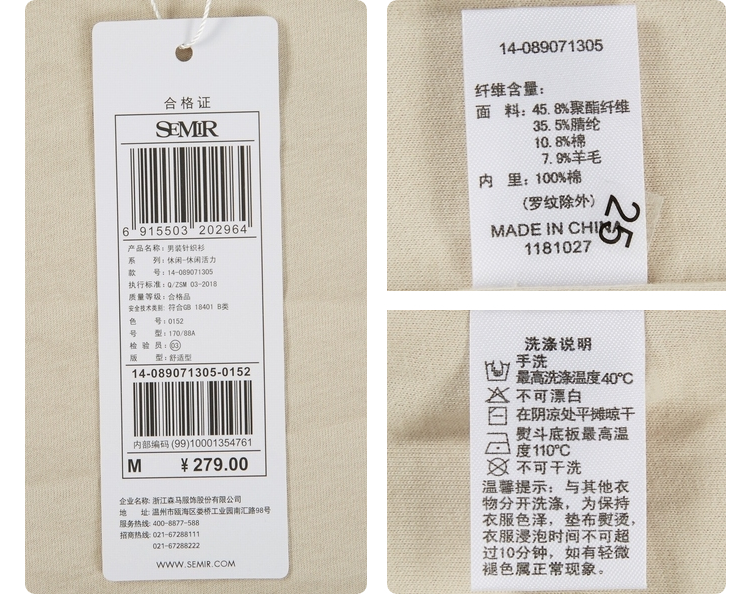 合格证
SEMIR
6 915503 202964
产品名称: 男装针织衫
系 列: 休闲-休闲活力
款 号: 14-089071305
执行标准: Q/ZSM 03-2018
质量等级: 合格品
安全技术类别: 符合GB 18401 B类
色 号: 0152
号 型: 170/88A
检 验 员: 03
版 型: 舒适型
14-089071305-0152
内部编码 (99)10001354761
M ¥279.00
企业名称: 浙江森马服饰股份有限公司
地 址: 温州市瓯海区娄桥工业园南汇路98号
服务热线: 400-8877-588
招商热线: 021-67288111
021-67288222
WWW.SEMIR.COM
14-089071305
纤维含量:
面 料: 45.8%聚酯纤维
35.5%腈纶
10.8%棉
7.9%羊毛
内 里: 100%棉
(罗纹除外)
MADE IN CHINA
1181027
25
洗涤说明
手洗
最高洗涤温度40℃
不可漂白
在阴凉处平摊晾干
熨斗底板最高温
度110℃
不可干洗
温馨提示: 与其他衣
物分开洗涤, 为保持
衣服色泽, 垫布熨烫,
衣服浸泡时间不可超
过10分钟, 如有轻微
褪色属正常现象。